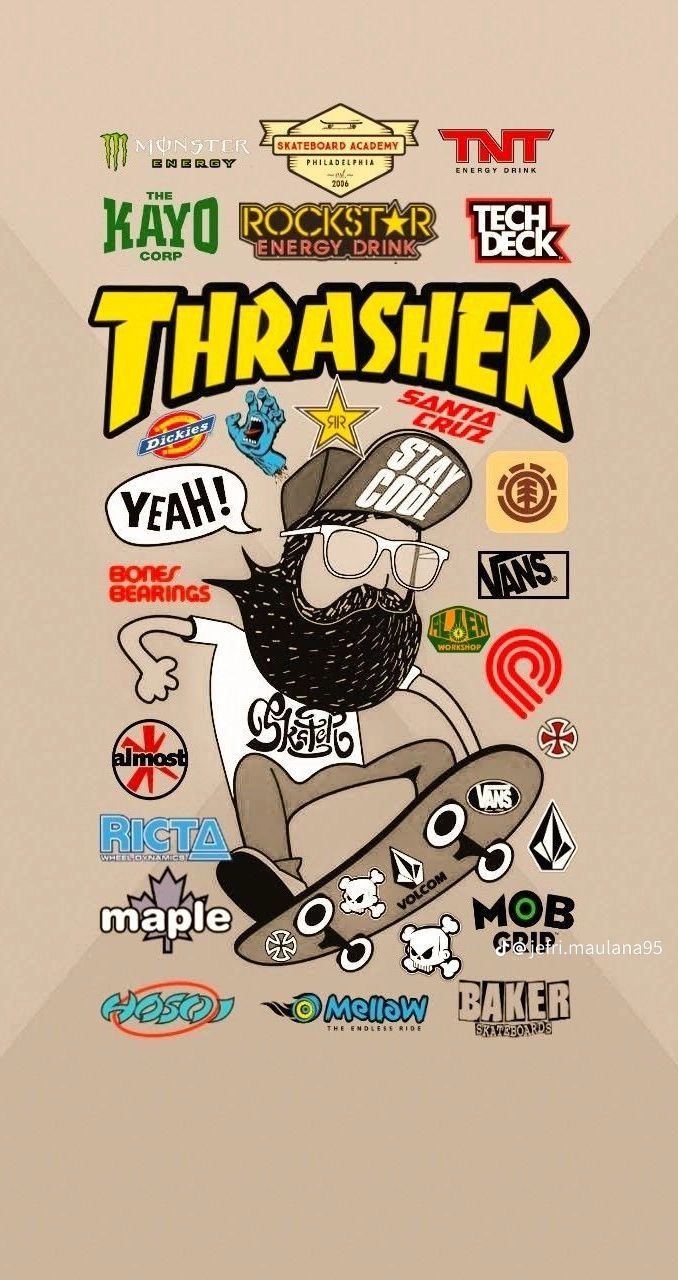 MONSTER
ENERGY
SKATEBOARD ACADEMY
PHILADELPHIA
est.
2006
TNT
ENERGY DRINK
THE
KAYO
CORP
ROCKSTAR
ENERGY DRINK
TECH
DECK
THRASHER
Dickies
RR
SANTA
CRUZ
STAY
COOL
YEAH!
VANS
BONES
BEARINGS
ALIEN
WORKSHOP
Skater
almost
VANS
RICTA
WHEEL DYNAMICS
VOLCOM
maple
MOB
GRIP
@jefri.maulana95
HOSOI
Mellow
THE ENDLESS RIDE
BAKER
SKATEBOARDS